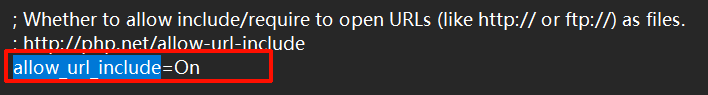 ; Whether to allow include/require to open URLs (like http:// or ftp://) as files.
; http://php.net/allow-url-include
allow_url_include=On